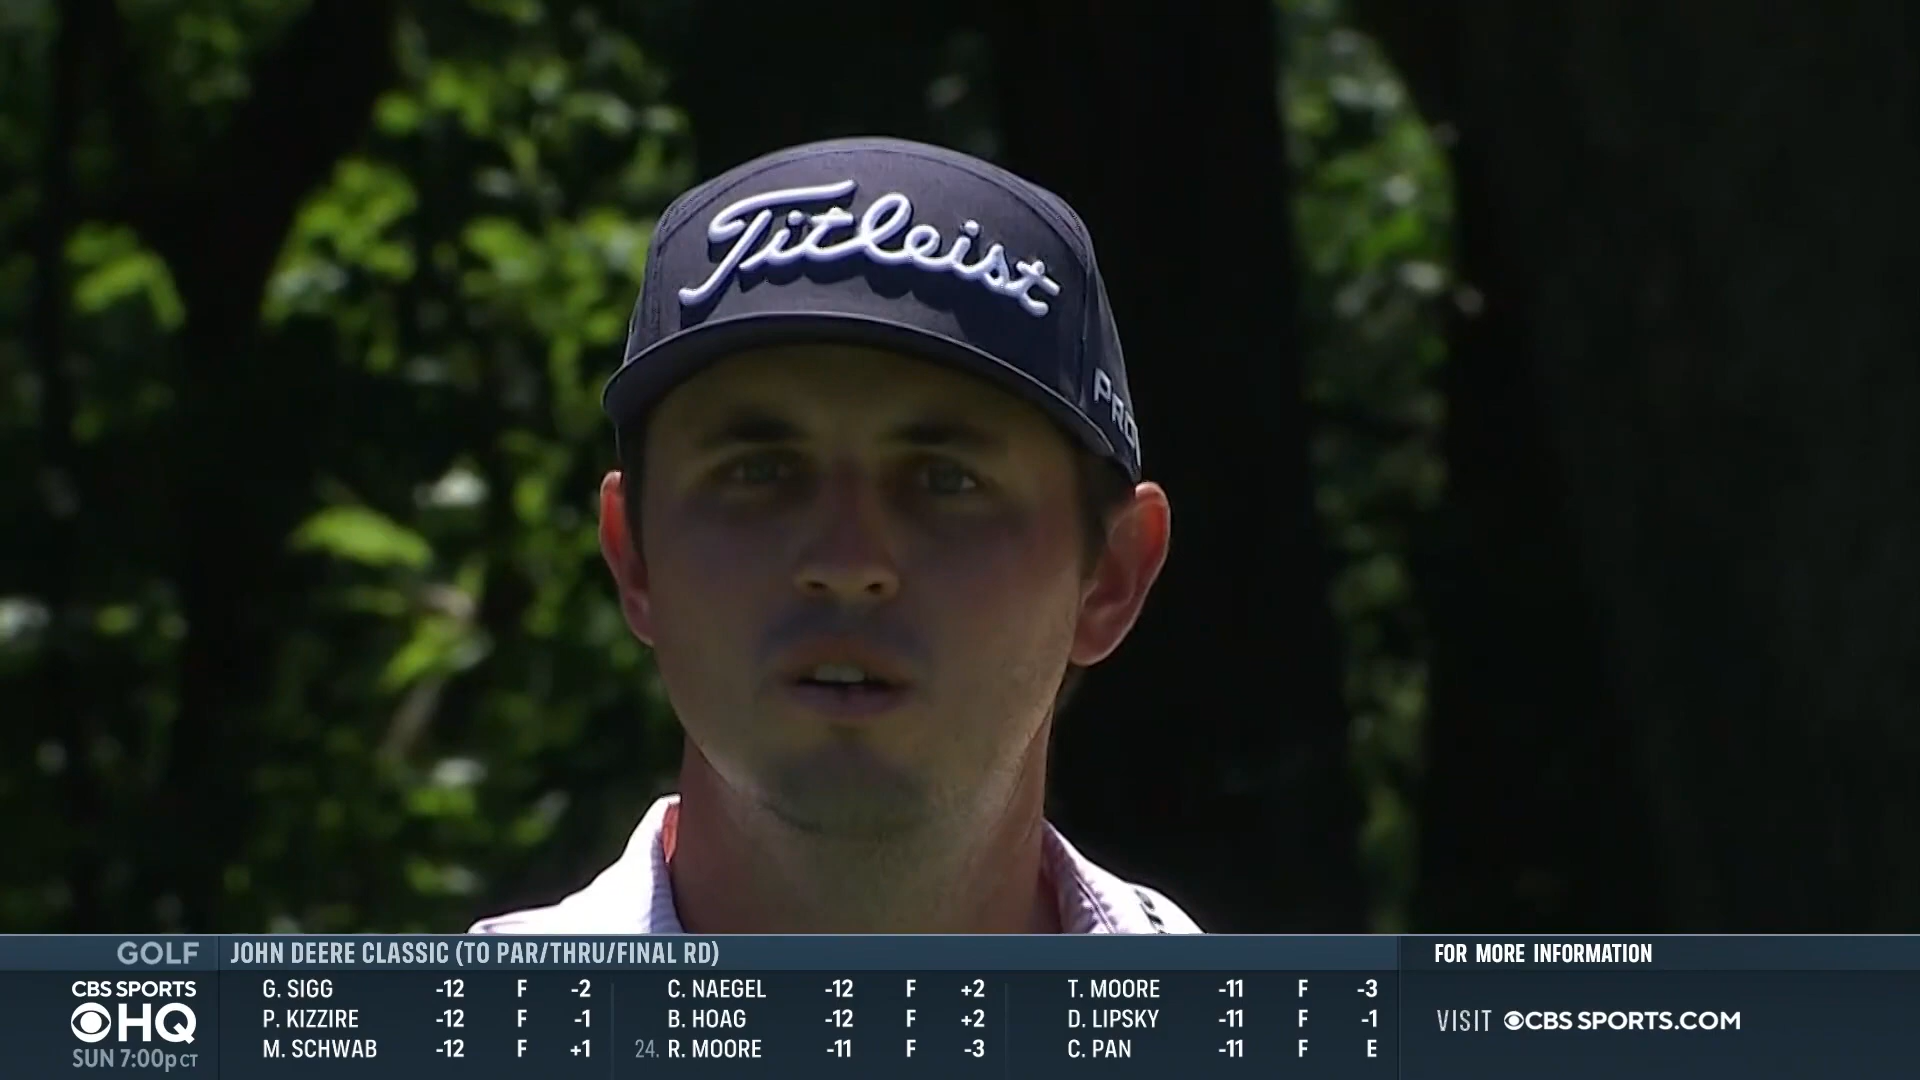 Titleist
PRO
GOLF
JOHN DEERE CLASSIC (TO PAR/THRU/FINAL RD)
FOR MORE INFORMATION
CBS SPORTS
HQ
SUN 7:00p CT
G. SIGG -12 F -2
P. KIZZIRE -12 F -1
M. SCHWAB -12 F +1
C. NAEGEL -12 F +2
B. HOAG -12 F +2
24. R. MOORE -11 F -3
T. MOORE -11 F -3
D. LIPSKY -11 F -1
C. PAN -11 F E
VISIT CBS SPORTS.COM